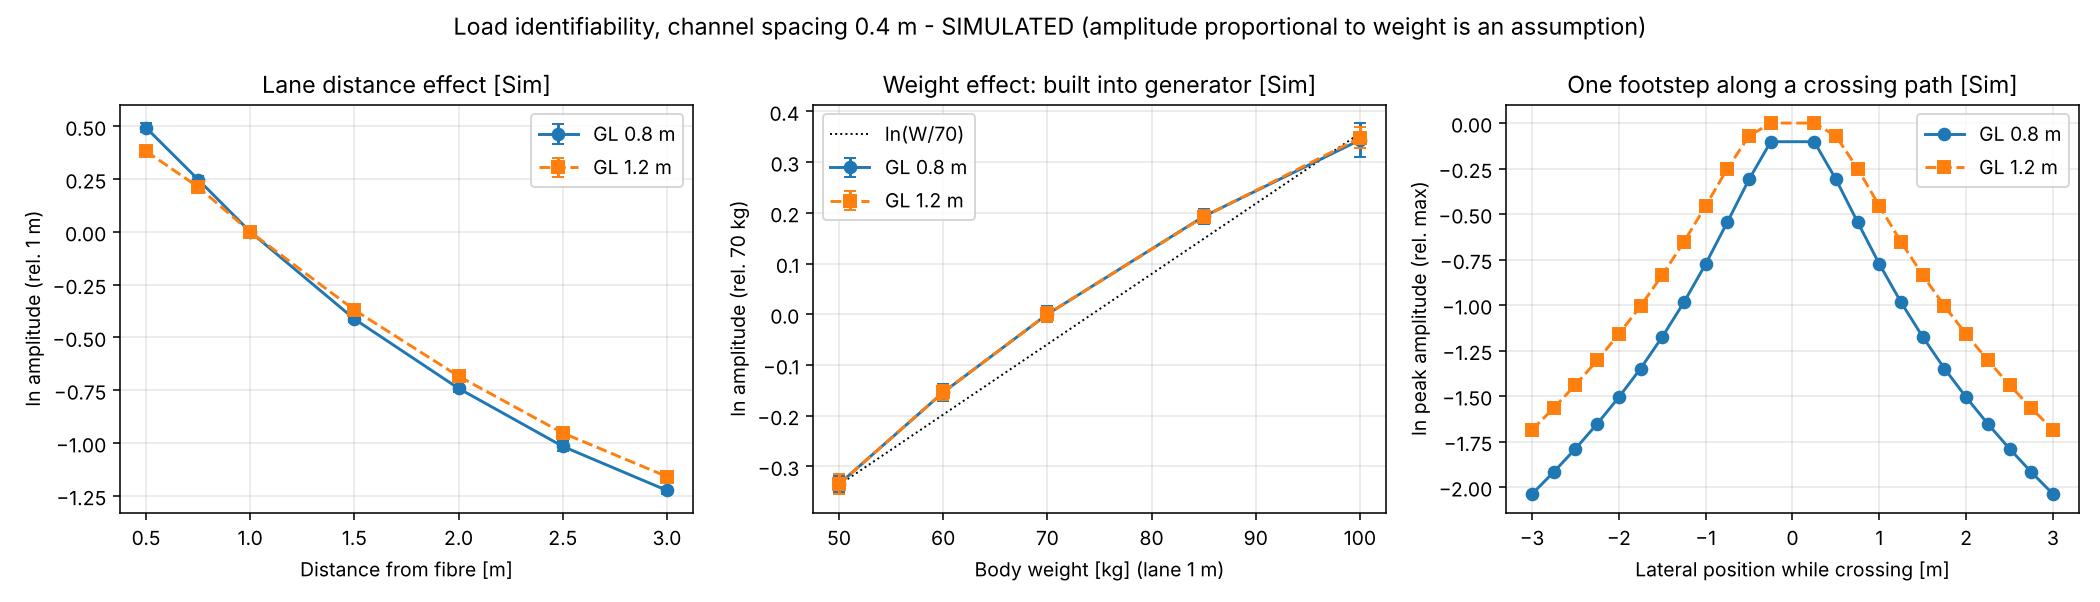 Load identifiability, channel spacing 0.4 m - SIMULATED (amplitude proportional to weight is an assumption)
Lane distance effect [Sim]
ln amplitude (rel. 1 m)
0.50
0.25
0.00
−0.25
−0.50
−0.75
−1.00
−1.25
GL 0.8 m
GL 1.2 m
0.5 1.0 1.5 2.0 2.5 3.0
Distance from fibre [m]
Weight effect: built into generator [Sim]
ln amplitude (rel. 70 kg)
0.4
0.3
0.2
0.1
0.0
−0.1
−0.2
−0.3
ln(W/70)
GL 0.8 m
GL 1.2 m
50 60 70 80 90 100
Body weight [kg] (lane 1 m)
One footstep along a crossing path [Sim]
ln peak amplitude (rel. max)
0.00
−0.25
−0.50
−0.75
−1.00
−1.25
−1.50
−1.75
−2.00
GL 0.8 m
GL 1.2 m
−3 −2 −1 0 1 2 3
Lateral position while crossing [m]